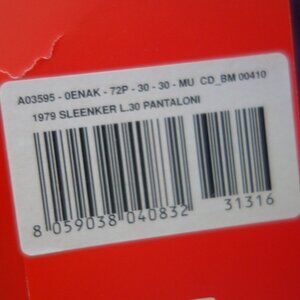 A03595 - 0ENAK - 72P - 30 - 30 - MU CD_BM 00410
1979 SLEENKER L.30 PANTALONI
8 059038 040832 31316